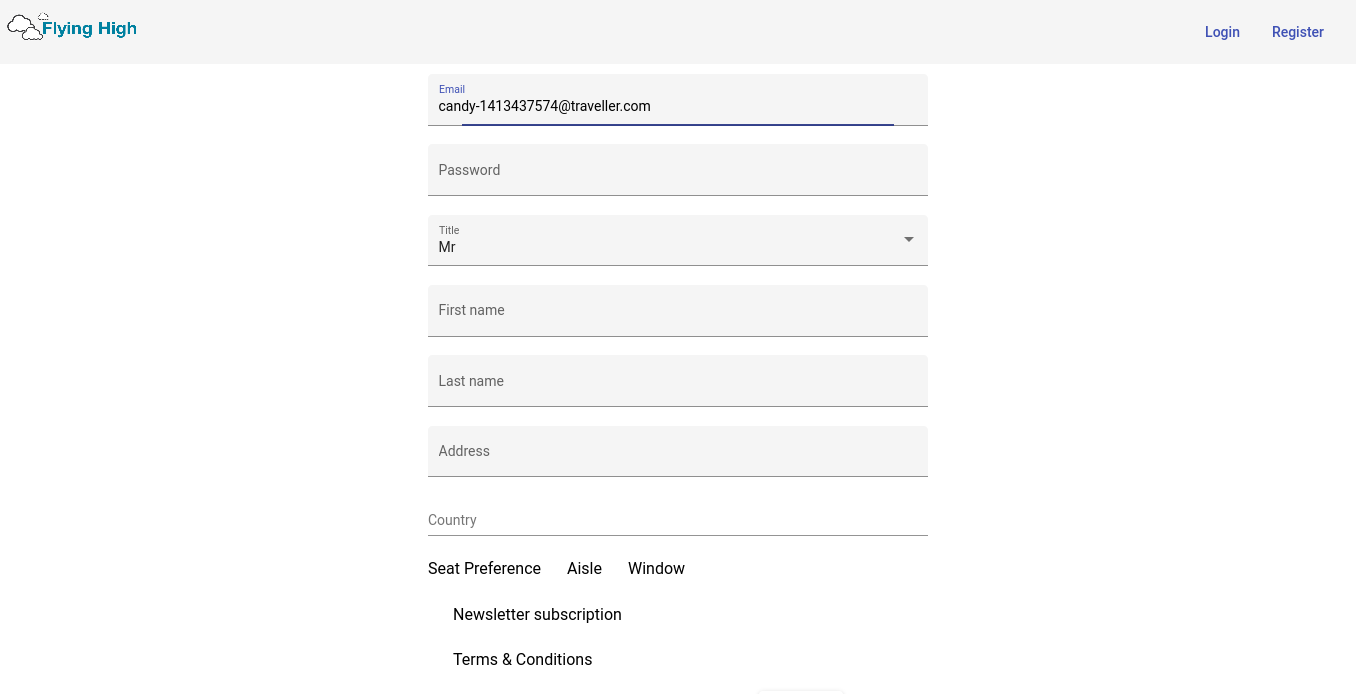 Flying High
Login Register
Email
candy-1413437574@traveller.com
Password
Title
Mr
First name
Last name
Address
Country
Seat Preference Aisle Window
Newsletter subscription
Terms & Conditions